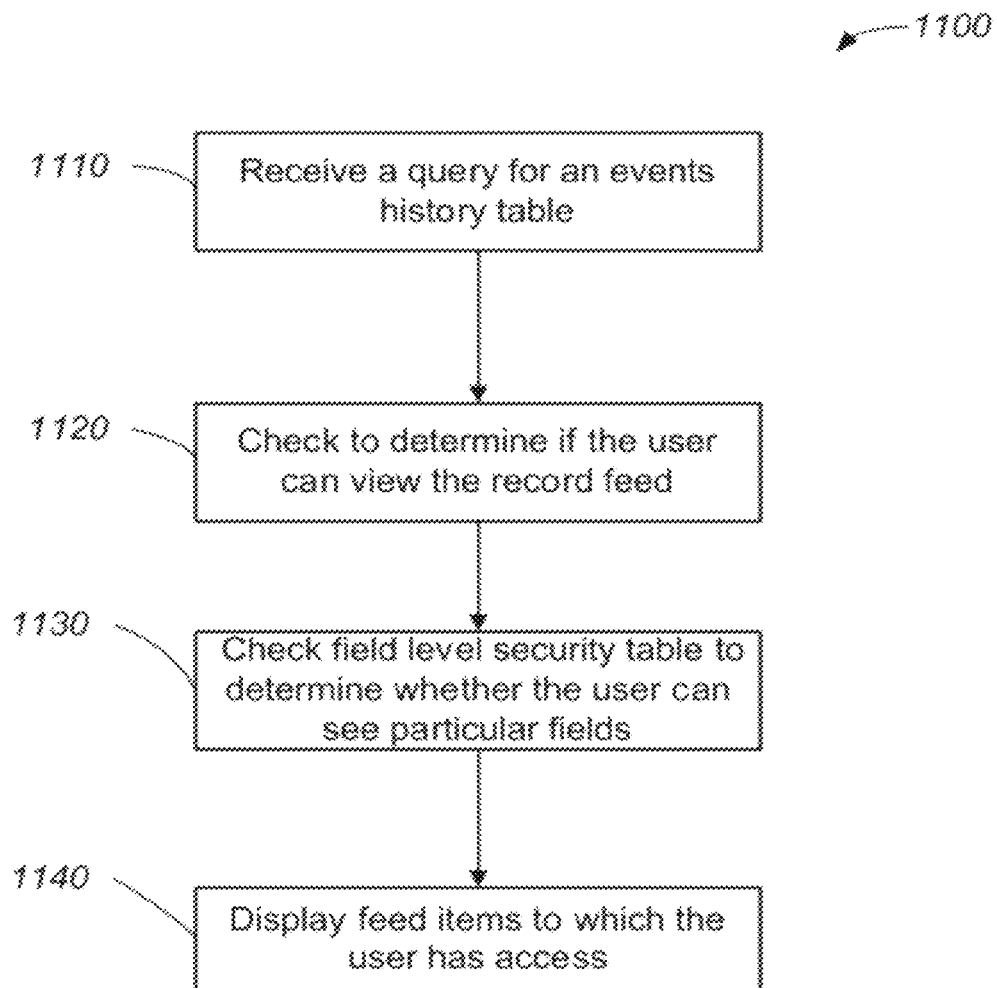 1100
1110
Receive a query for an events
history table
1120
Check to determine if the user
can view the record feed
1130
Check field level security table to
determine whether the user can
see particular fields
1140
Display feed items to which the
user has access